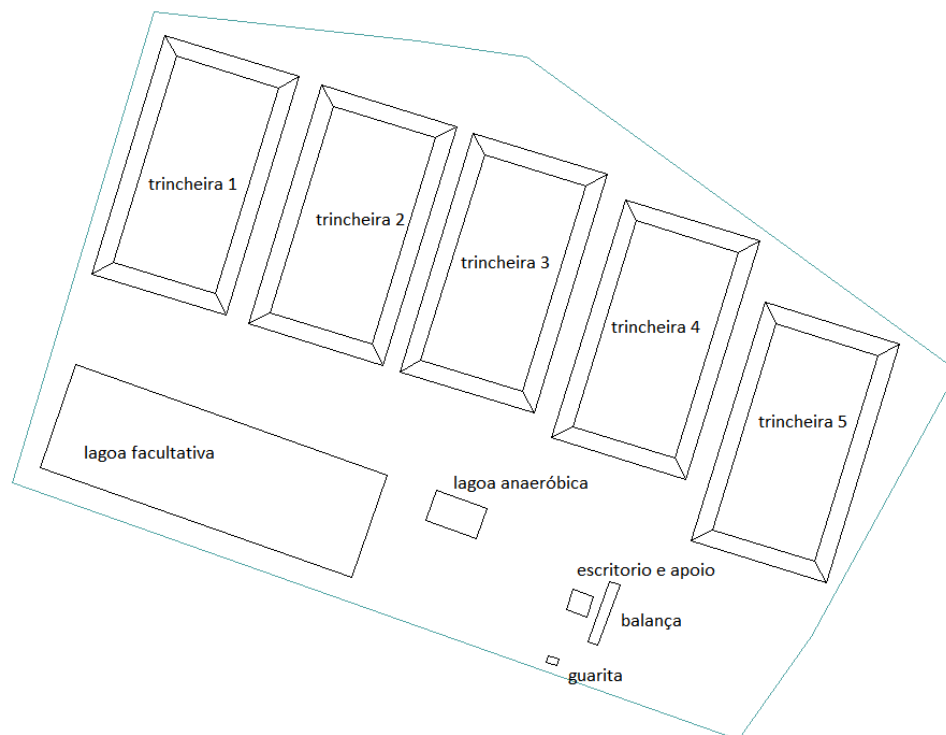 trincheira 1
trincheira 2
trincheira 3
trincheira 4
trincheira 5
lagoa facultativa
lagoa anaeróbica
escritorio e apoio
balança
guarita